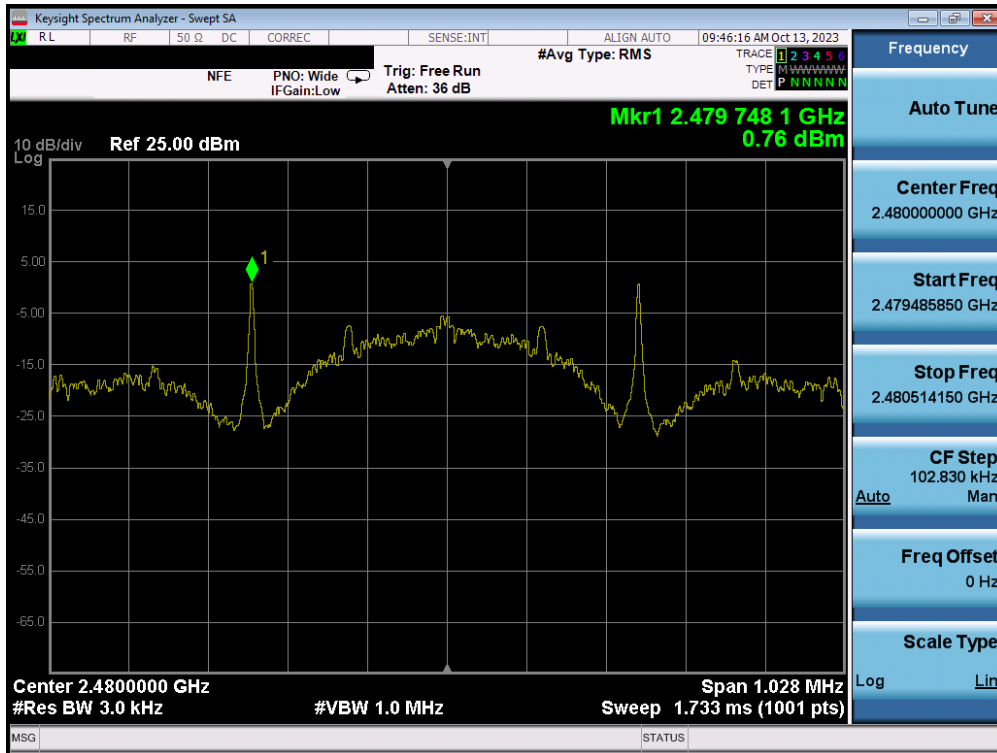 Keysight Spectrum Analyzer - Swept SA
LXI RL RF 50 Ω DC CORREC SENSE:INT ALIGN AUTO 09:46:16 AM Oct 13, 2023
#Avg Type: RMS TRACE 1 2 3 4 5 6
NFE PNO: Wide Trig: Free Run TYPE M W W W W W
IFGain:Low Atten: 36 dB DET P N N N N N
Mkr1 2.479 748 1 GHz
0.76 dBm
10 dB/div Ref 25.00 dBm
Log
15.0
5.00
1
-5.00
-15.0
-25.0
-35.0
-45.0
-55.0
-65.0
Center 2.4800000 GHz Span 1.028 MHz
#Res BW 3.0 kHz #VBW 1.0 MHz Sweep 1.733 ms (1001 pts)
MSG STATUS
Frequency
Auto Tune
Center Freq
2.480000000 GHz
Start Freq
2.479485850 GHz
Stop Freq
2.480514150 GHz
CF Step
102.830 kHz
Auto Man
Freq Offset
0 Hz
Scale Type
Log Lin